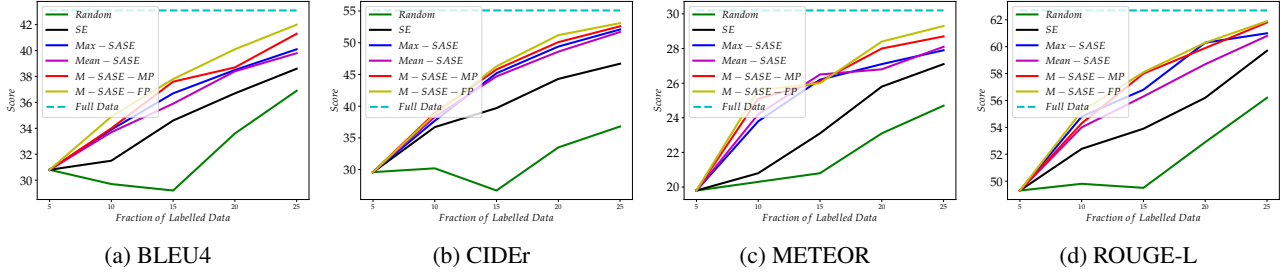 42
40
38
36
34
32
30
Score
Random
SE
Max − SASE
Mean − SASE
M − SASE − MP
M − SASE − FP
Full Data
5 10 15 20 25
Fraction of Labelled Data
(a) BLEU4
55
50
45
40
35
30
Score
Random
SE
Max − SASE
Mean − SASE
M − SASE − MP
M − SASE − FP
Full Data
5 10 15 20 25
Fraction of Labelled Data
(b) CIDEr
30
28
26
24
22
20
Score
Random
SE
Max − SASE
Mean − SASE
M − SASE − MP
M − SASE − FP
Full Data
5 10 15 20 25
Fraction of Labelled Data
(c) METEOR
62
60
58
56
54
52
50
Score
Random
SE
Max − SASE
Mean − SASE
M − SASE − MP
M − SASE − FP
Full Data
5 10 15 20 25
Fraction of Labelled Data
(d) ROUGE-L